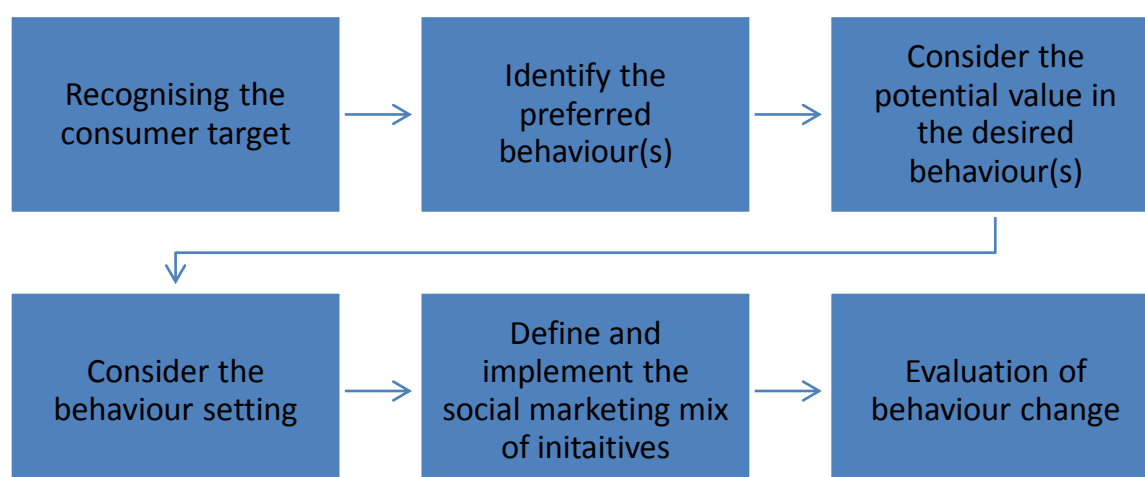 Recognising the
consumer target
Identify the
preferred
behaviour(s)
Consider the
potential value in
the desired
behaviour(s)
Consider the
behaviour setting
Define and
implement the
social marketing mix
of initaitives
Evaluation of
behaviour change